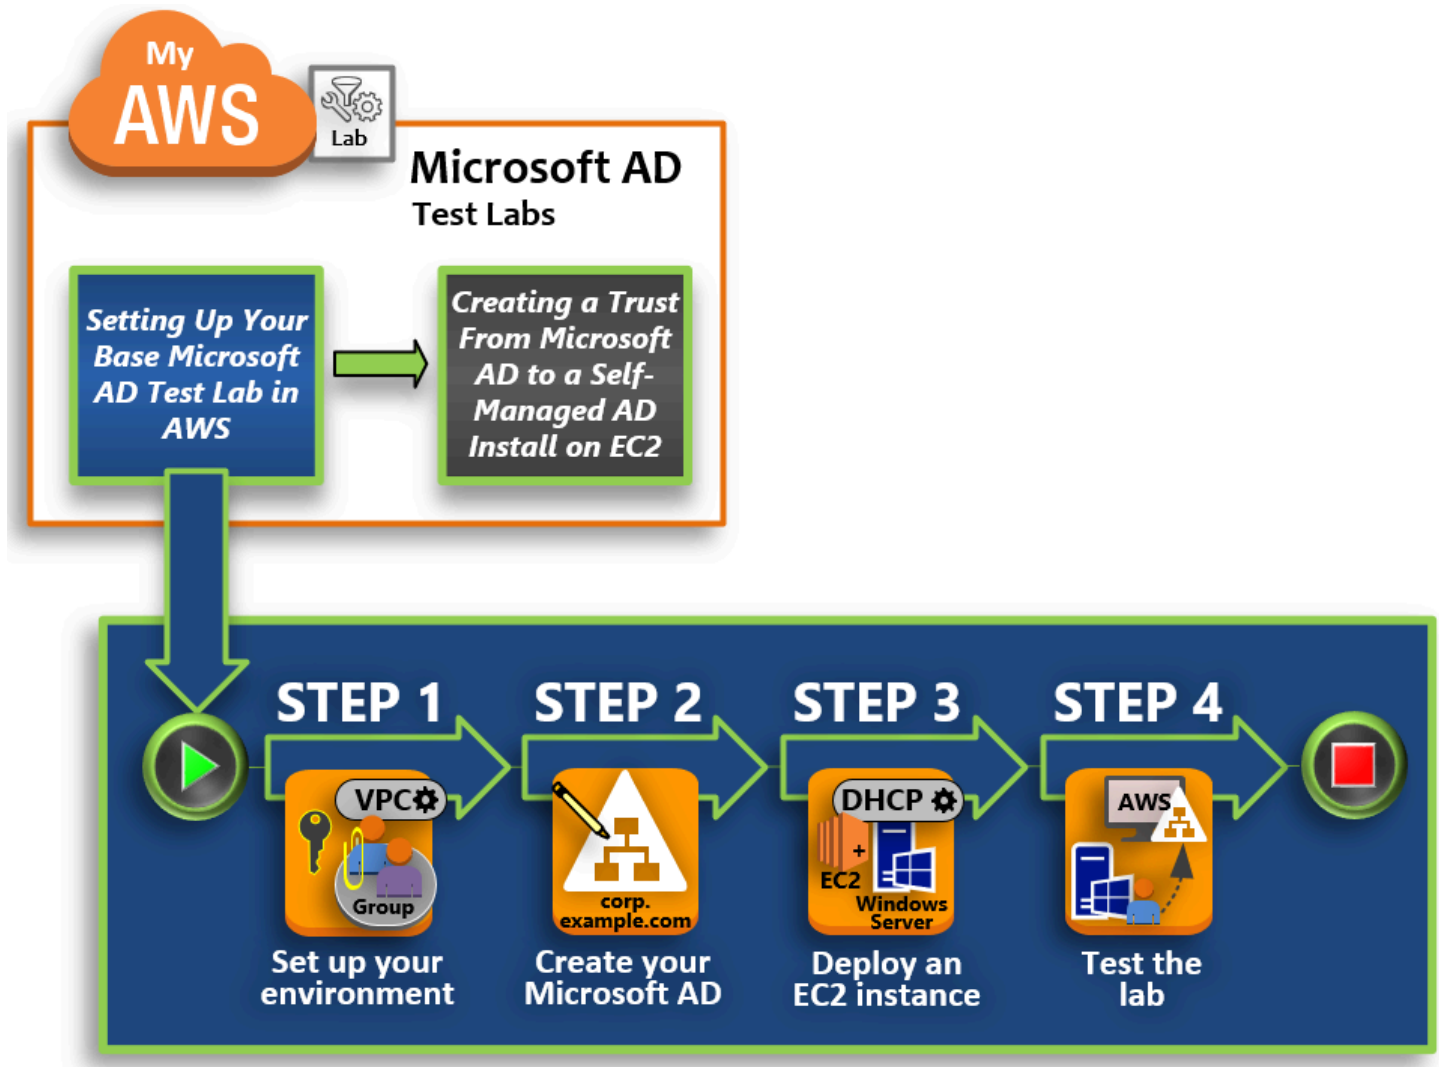 My
AWS
Lab
Microsoft AD
Test Labs
Setting Up Your
Base Microsoft
AD Test Lab in
AWS
Creating a Trust
From Microsoft
AD to a Self-
Managed AD
Install on EC2
STEP 1
VPC
Group
Set up your
environment
STEP 2
corp.
example.com
Create your
Microsoft AD
STEP 3
DHCP
+
EC2
Windows
Server
Deploy an
EC2 instance
STEP 4
AWS
Test the
lab